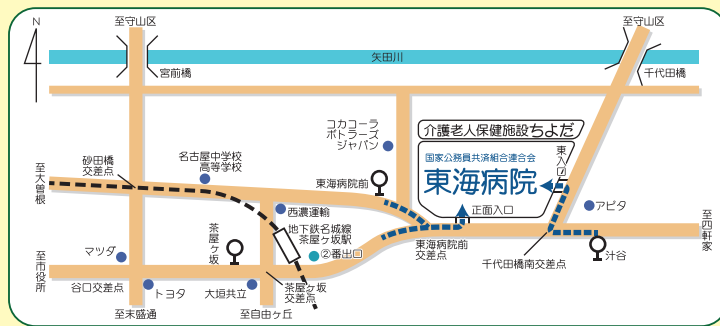 N
至守山区
至守山区
矢田川
宮前橋
千代田橋
コカコーラ
ボトラーズ
ジャパン
介護老人保健施設ちよだ
国家公務員共済組合連合会
東海病院
東入口
正面入口
砂田橋
交差点
名古屋中学校
高等学校
東海病院前
至大曽根
西濃運輸
アピタ
地下鉄名城線
茶屋ヶ坂駅
②番出口
茶屋ヶ坂
東海病院前
交差点
千代田橋南交差点
汁谷
至四軒家
至市役所
マツダ
谷口交差点
トヨタ
大垣共立
茶屋ヶ坂
交差点
至末盛通
至自由ヶ丘